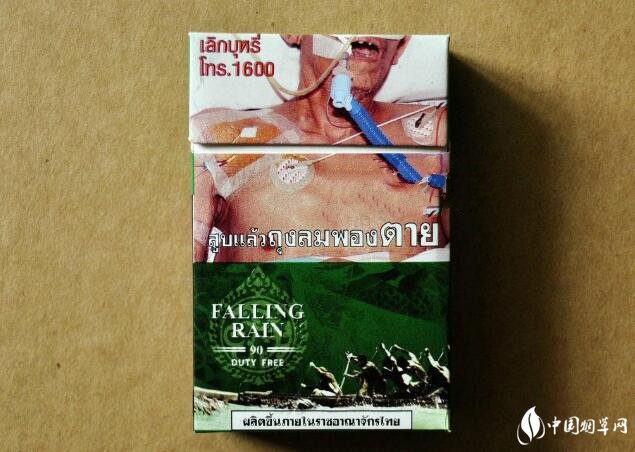 เลิกบุหรี่
โทร.1600
สูบแล้วถุงลมพองตาย
FALLING
RAIN
90
DUTY FREE
ผลิตขึ้นภายในราชอาณาจักรไทย
中国烟草网